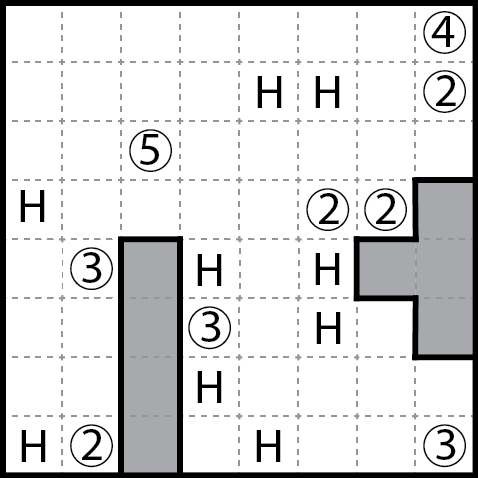 ④
H H ②
⑤
H ② ②
③ H H
③ H
H
H ② H ③